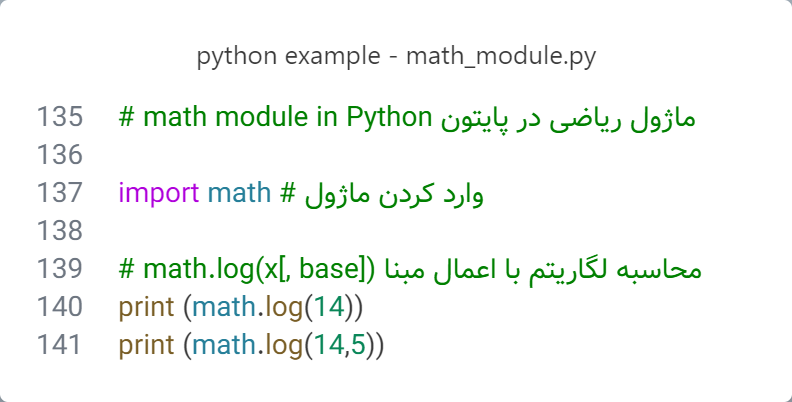 python example - math_module.py
135 # math module in Python ماژول ریاضی در پایتون
136
137 import math # وارد کردن ماژول
138
139 # math.log(x[, base]) محاسبه لگاریتم با اعمال مبنا
140 print (math.log(14))
141 print (math.log(14,5))